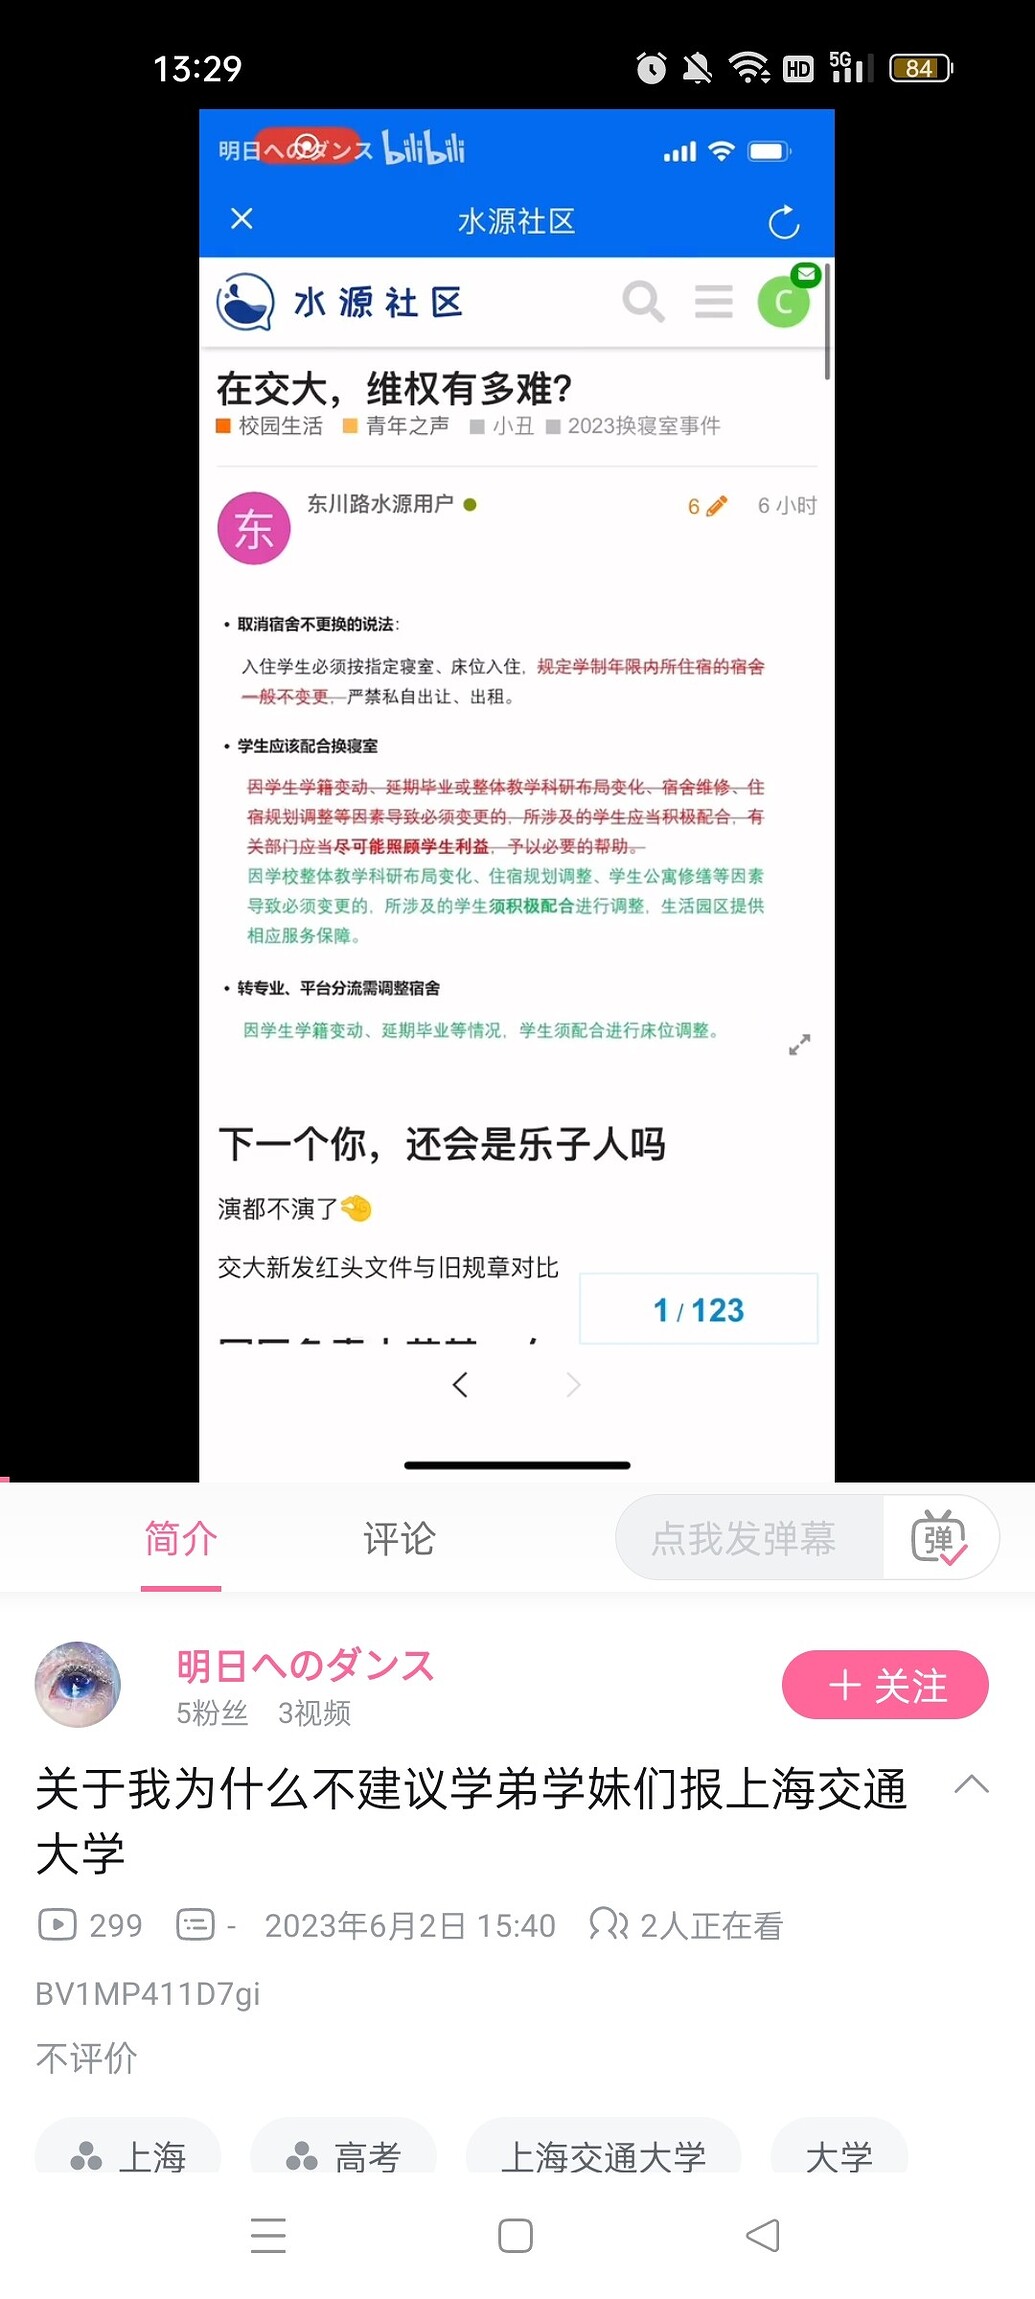 13:29
HD
5G
84
明日へのダンス bilibili
水源社区
水源社区
C
在交大，维权有多难？
校园生活 青年之声 小丑 2023换寝室事件
东
东川路水源用户
6
6 小时
• 取消宿舍不更换的说法：
入住学生必须按指定寝室、床位入住，规定学制年限内所住宿的宿舍
一般不变更，严禁私自出让、出租。
• 学生应该配合换寝室
因学生学籍变动、延期毕业或整体教学科研布局变化、宿舍维修、住
宿规划调整等因素导致必须变更的，所涉及的学生应当积极配合，有
关部门应当尽可能照顾学生利益，予以必要的帮助。
因学校整体教学科研布局变化、住宿规划调整、学生公寓修缮等因素
导致必须变更的，所涉及的学生须积极配合进行调整，生活园区提供
相应服务保障。
• 转专业、平台分流需调整宿舍
因学生学籍变动、延期毕业等情况，学生须配合进行床位调整。
下一个你，还会是乐子人吗
演都不演了🤏
交大新发红头文件与旧规章对比
1 / 123
简介
评论
点我发弹幕
弹
明日へのダンス
5粉丝 3视频
＋ 关注
关于我为什么不建议学弟学妹们报上海交通
大学
299 - 2023年6月2日 15:40 2人正在看
BV1MP411D7gi
不评价
上海 高考 上海交通大学 大学